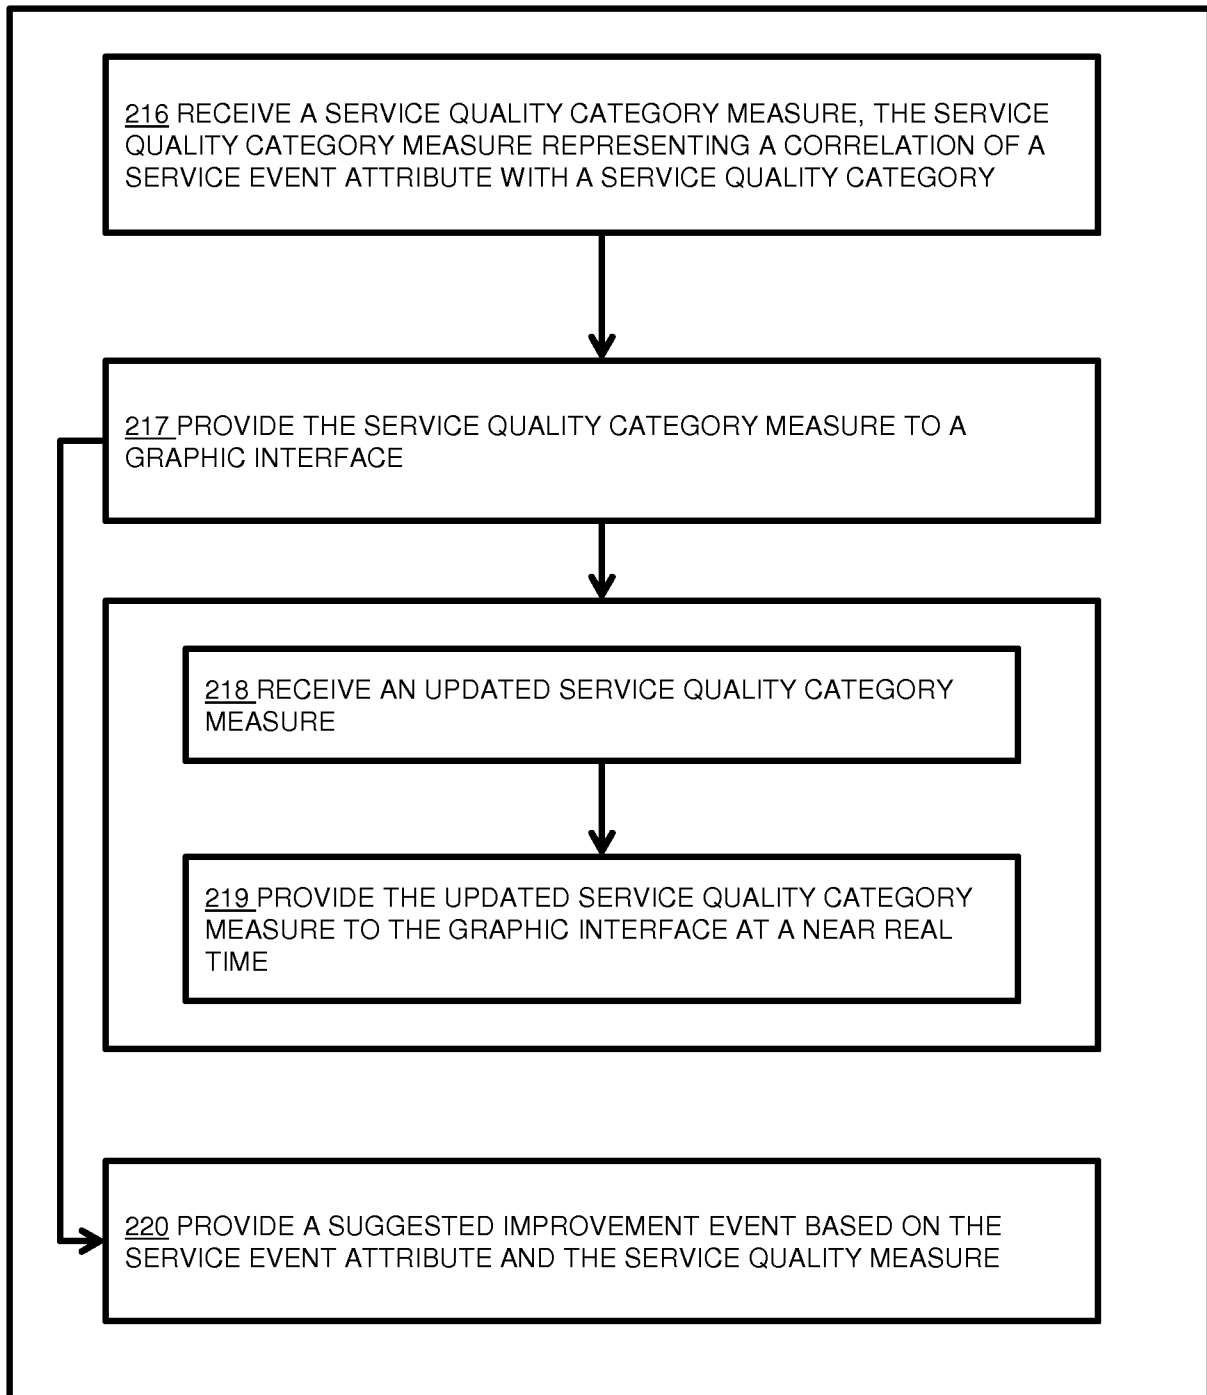 216 RECEIVE A SERVICE QUALITY CATEGORY MEASURE, THE SERVICE
QUALITY CATEGORY MEASURE REPRESENTING A CORRELATION OF A
SERVICE EVENT ATTRIBUTE WITH A SERVICE QUALITY CATEGORY
217 PROVIDE THE SERVICE QUALITY CATEGORY MEASURE TO A
GRAPHIC INTERFACE
218 RECEIVE AN UPDATED SERVICE QUALITY CATEGORY
MEASURE
219 PROVIDE THE UPDATED SERVICE QUALITY CATEGORY
MEASURE TO THE GRAPHIC INTERFACE AT A NEAR REAL
TIME
220 PROVIDE A SUGGESTED IMPROVEMENT EVENT BASED ON THE
SERVICE EVENT ATTRIBUTE AND THE SERVICE QUALITY MEASURE